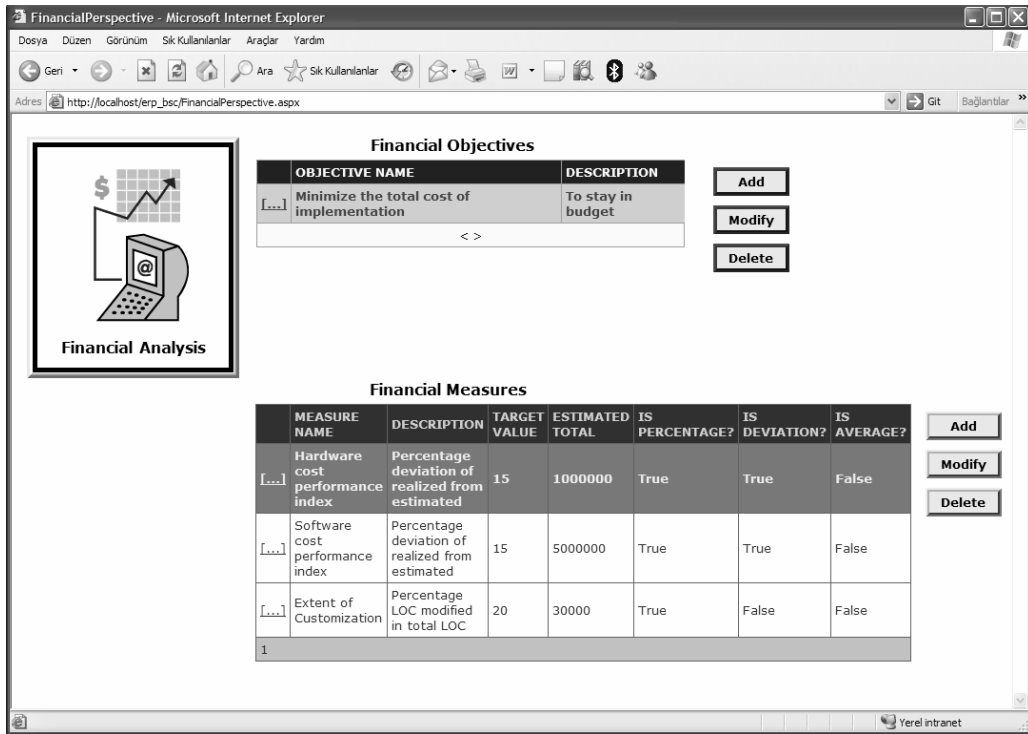 FinancialPerspective - Microsoft Internet Explorer
Dosya Düzen Görünüm Sık Kullanılanlar Araçlar Yardım
Geri Ara Sık Kullanılanlar
Adres http://localhost/erp_bsc/FinancialPerspective.aspx Git Bağlantılar »
Financial Objectives
OBJECTIVE NAME DESCRIPTION
[...] Minimize the total cost of
implementation
To stay in
budget
< >
Add
Modify
Delete
$
@
Financial Analysis
Financial Measures
MEASURE
NAME
DESCRIPTION
TARGET
VALUE
ESTIMATED
TOTAL
IS
PERCENTAGE?
IS
DEVIATION?
IS
AVERAGE?
[...]
Hardware
cost
performance
index
Percentage
deviation of
realized from
estimated
15 1000000 True True False
[...]
Software
cost
performance
index
Percentage
deviation of
realized from
estimated
15 5000000 True True False
[...]
Extent of
Customization
Percentage
LOC modified
in total LOC
20 30000 True False False
1
Add
Modify
Delete
Yerel intranet